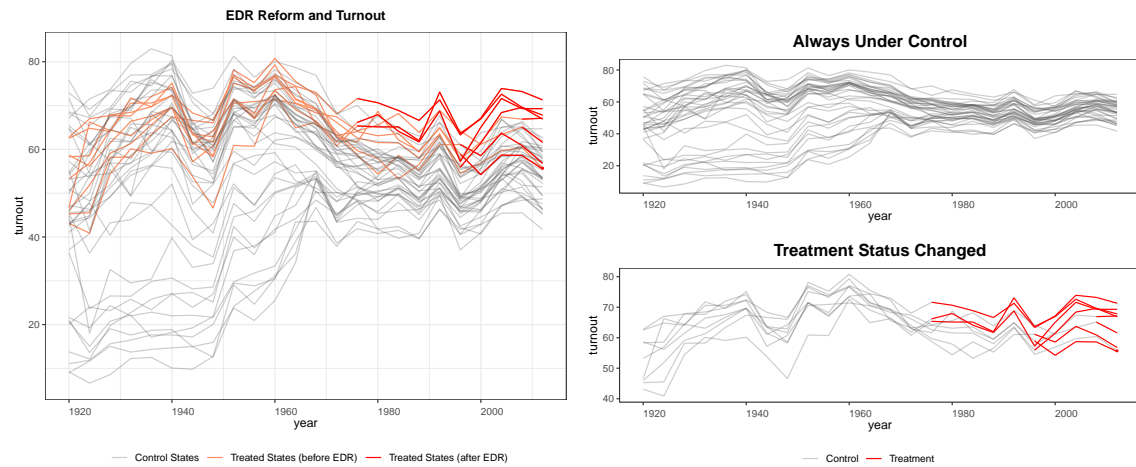 EDR Reform and Turnout
80
60
40
20
turnout
1920
1940
1960
1980
2000
year
Control States
Treated States (before EDR)
Treated States (after EDR)
Always Under Control
80
60
40
20
turnout
1920
1940
1960
1980
2000
year
Treatment Status Changed
80
70
60
50
40
turnout
1920
1940
1960
1980
2000
year
Control
Treatment